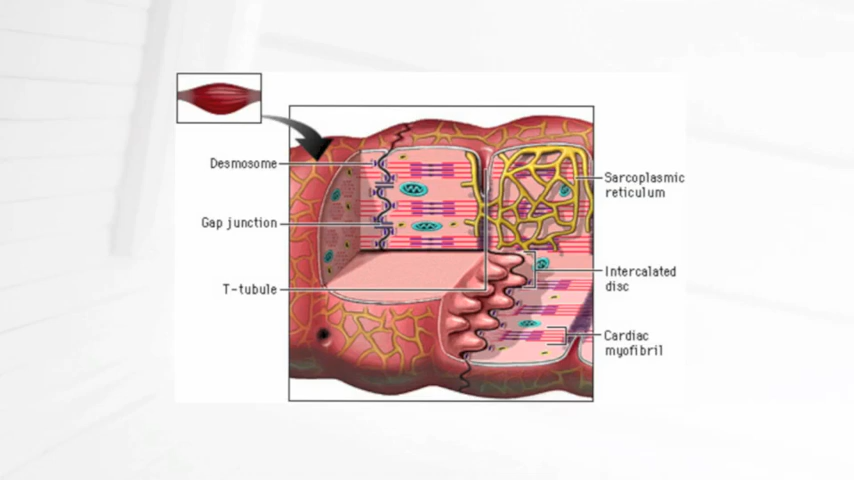 Desmosome
Gap junction
T-tubule
Sarcoplasmic
reticulum
Intercalated
disc
Cardiac
myofibril